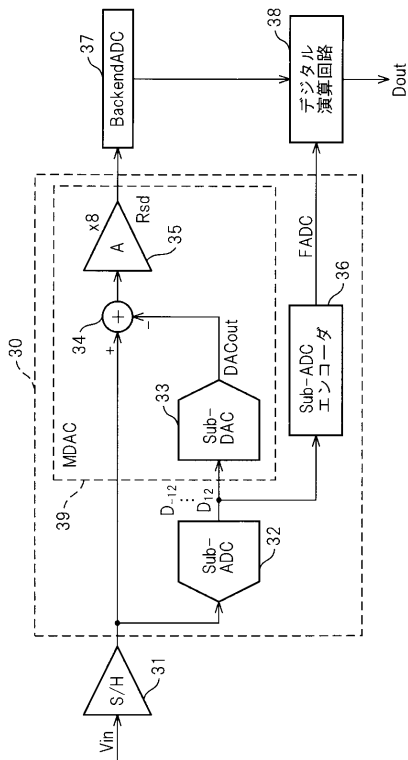 Vin
S/H
31
30
39
MDAC
34
+
+
−
x8
A
Rsd
35
37
BackendADC
33
Sub-
DAC
DACout
D-12
⋮
D12
Sub-
ADC
32
36
Sub-ADC
エンコーダ
FADC
38
デジタル
演算回路
Dout